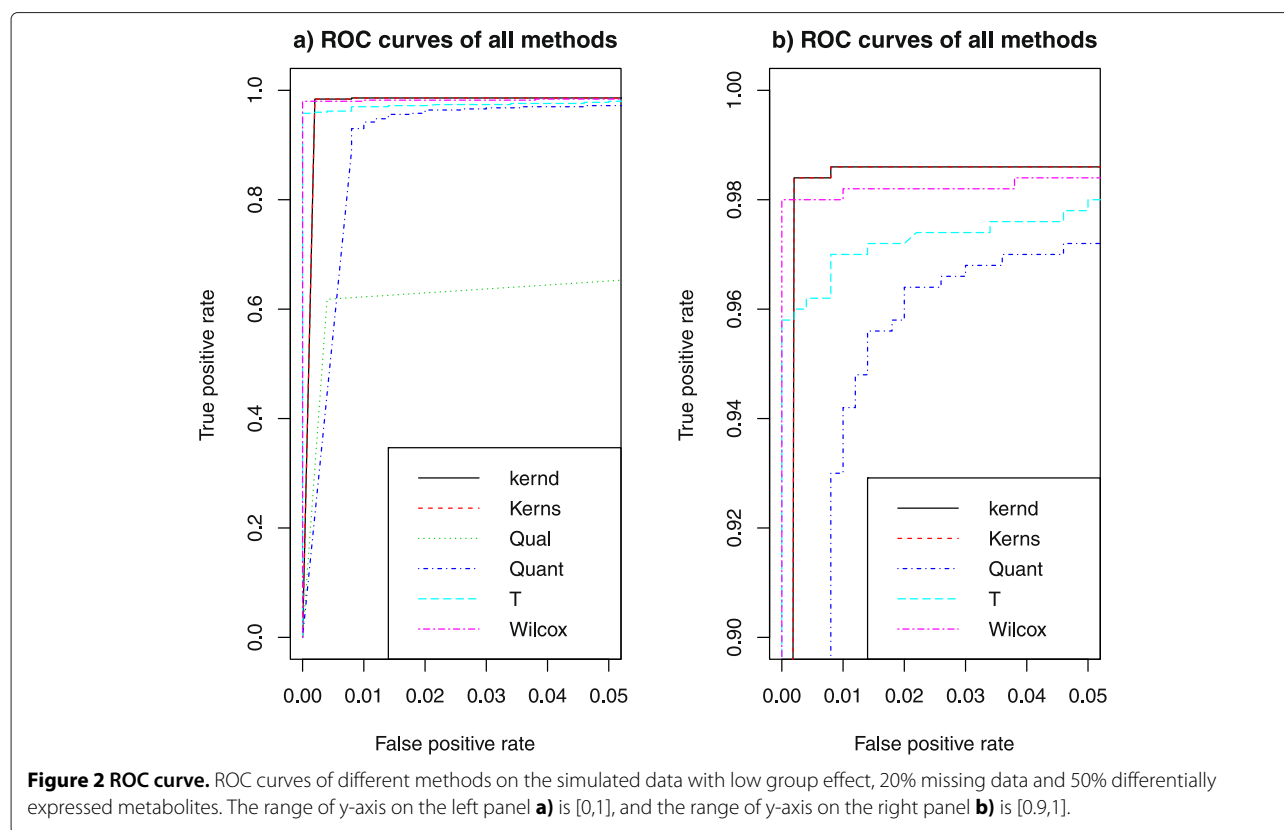 a) ROC curves of all methods
True positive rate
1.0
0.8
0.6
0.4
0.2
0.0
kernd
Kerns
Qual
Quant
T
Wilcox
0.00 0.01 0.02 0.03 0.04 0.05
False positive rate
b) ROC curves of all methods
True positive rate
1.00
0.98
0.96
0.94
0.92
0.90
kernd
Kerns
Quant
T
Wilcox
0.00 0.01 0.02 0.03 0.04 0.05
False positive rate
Figure 2 ROC curve. ROC curves of different methods on the simulated data with low group effect, 20% missing data and 50% differentially
expressed metabolites. The range of y-axis on the left panel a) is [0,1], and the range of y-axis on the right panel b) is [0.9,1].